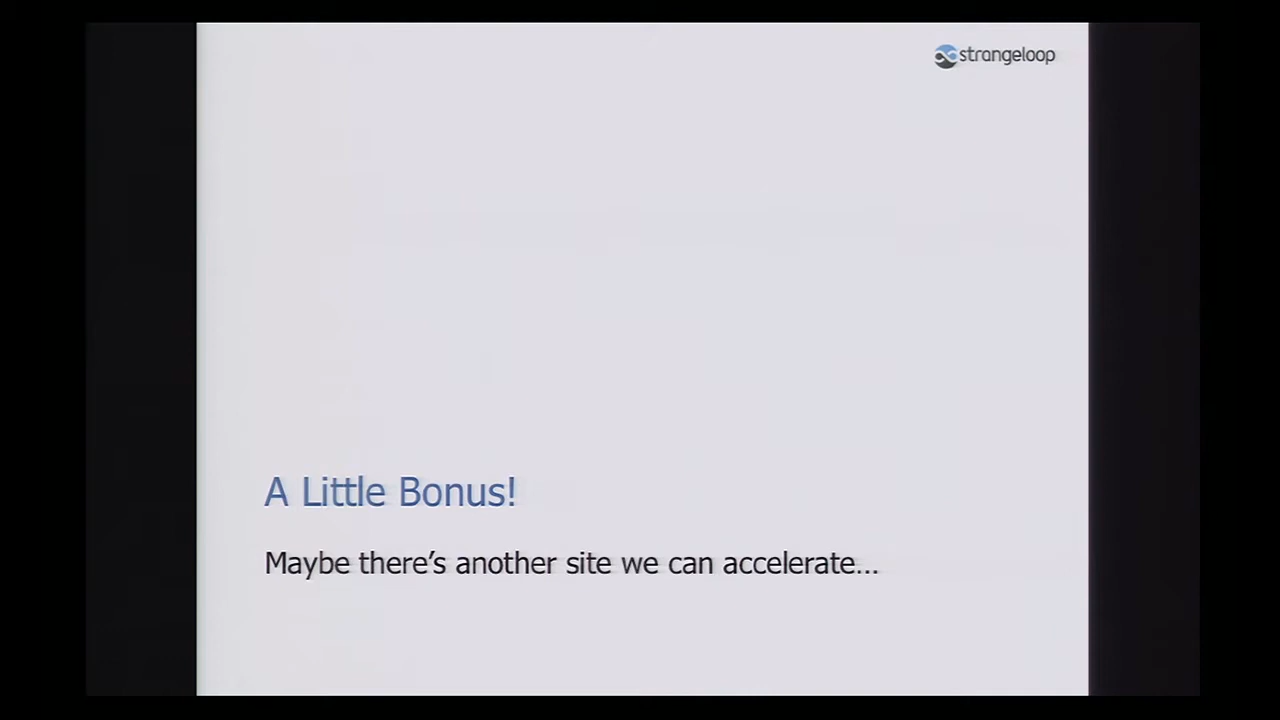 strangeloop
A Little Bonus!
Maybe there's another site we can accelerate...